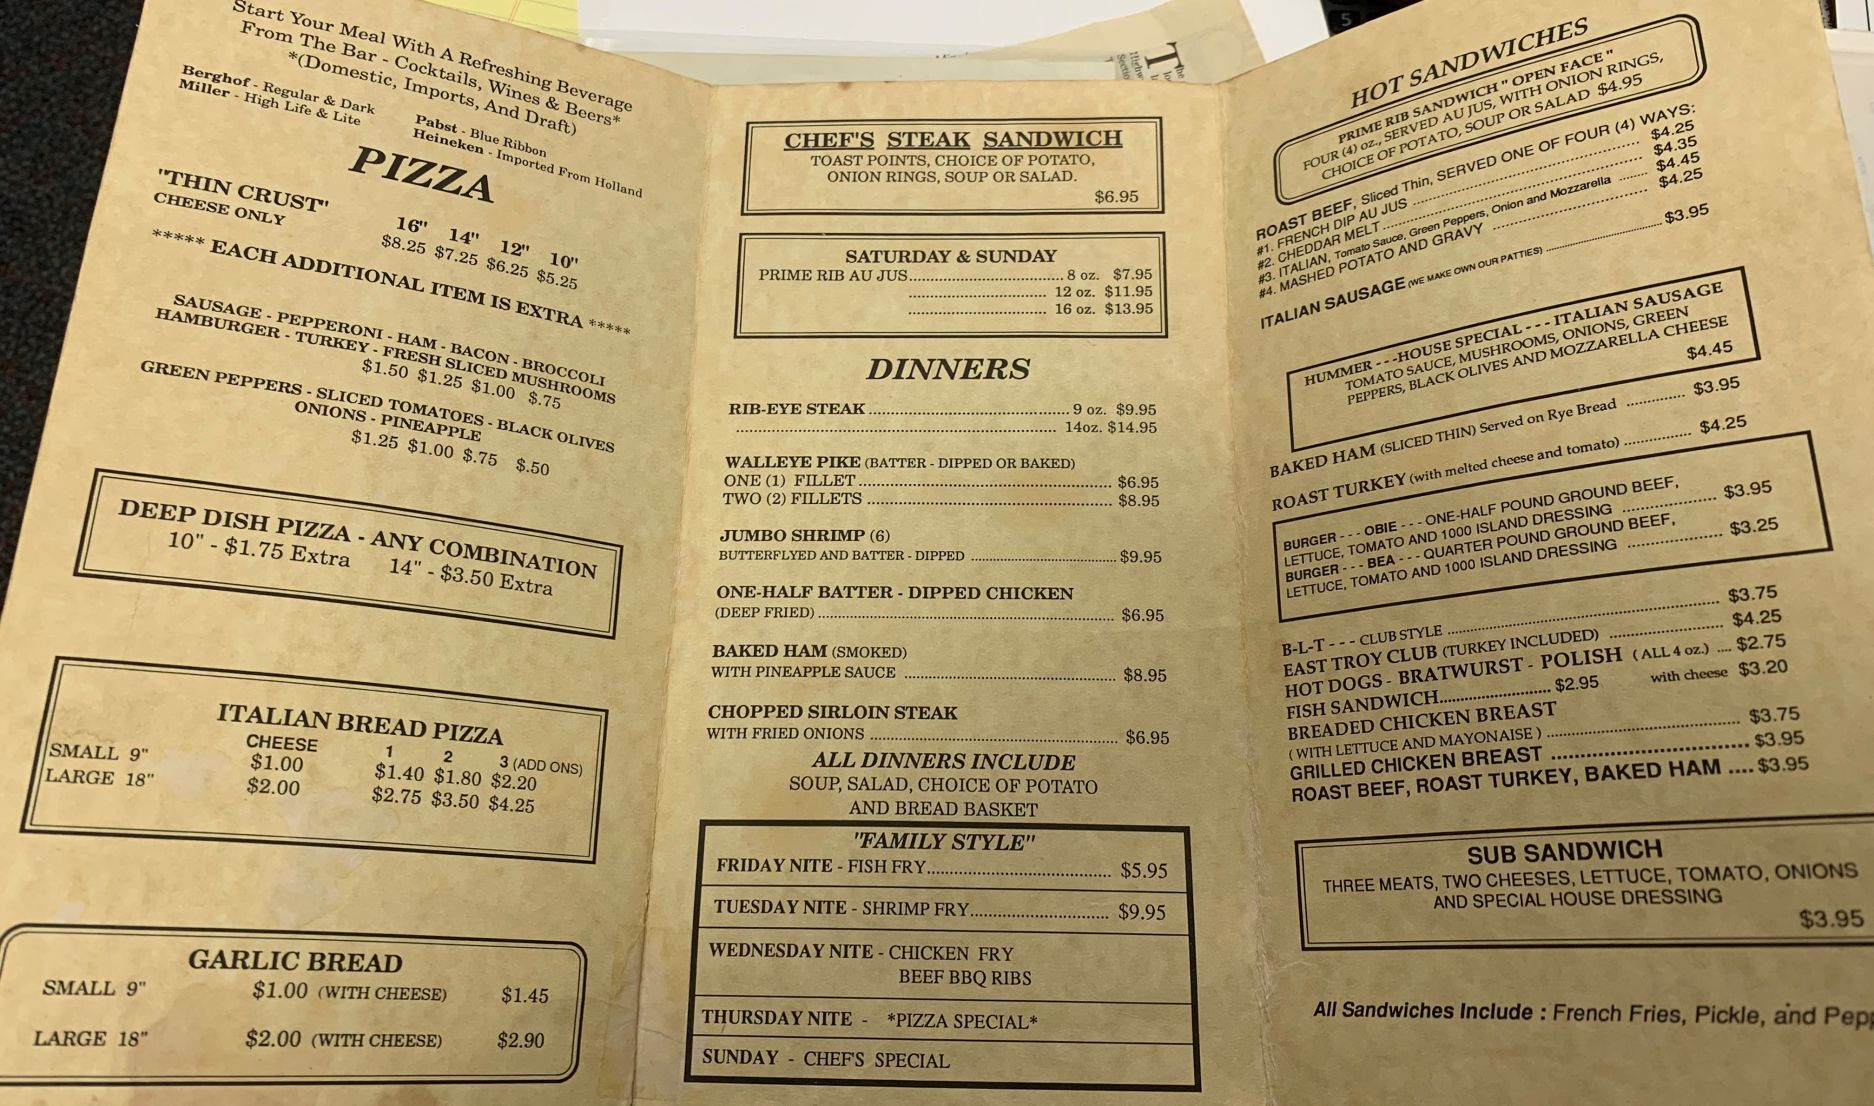 Start Your Meal With A Refreshing Beverage
From The Bar - Cocktails, Wines & Beers*
*(Domestic, Imports, And Draft)
Berghof - Regular & Dark
Miller - High Life & Lite
Pabst - Blue Ribbon
Heineken - Imported From Holland
PIZZA
"THIN CRUST" 16" 14" 12" 10"
CHEESE ONLY $8.25 $7.25 $6.25 $5.25
***** EACH ADDITIONAL ITEM IS EXTRA *****
SAUSAGE - PEPPERONI - HAM - BACON - BROCCOLI
HAMBURGER - TURKEY - FRESH SLICED MUSHROOMS
$1.50 $1.25 $1.00 $.75
GREEN PEPPERS - SLICED TOMATOES - BLACK OLIVES
ONIONS - PINEAPPLE
$1.25 $1.00 $.75 $.50
DEEP DISH PIZZA - ANY COMBINATION
10" - $1.75 Extra 14" - $3.50 Extra
ITALIAN BREAD PIZZA
CHEESE 1 2 3 (ADD ONS)
SMALL 9" $1.00 $1.40 $1.80 $2.20
LARGE 18" $2.00 $2.75 $3.50 $4.25
GARLIC BREAD
SMALL 9" $1.00 (WITH CHEESE) $1.45
LARGE 18" $2.00 (WITH CHEESE) $2.90
CHEF'S STEAK SANDWICH
TOAST POINTS, CHOICE OF POTATO,
ONION RINGS, SOUP OR SALAD.
$6.95
SATURDAY & SUNDAY
PRIME RIB AU JUS.................... 8 oz. $7.95
.................... 12 oz. $11.95
.................... 16 oz. $13.95
DINNERS
RIB-EYE STEAK .................... 9 oz. $9.95
.................... 14oz. $14.95
WALLEYE PIKE (BATTER - DIPPED OR BAKED)
ONE (1) FILLET .................... $6.95
TWO (2) FILLETS .................... $8.95
JUMBO SHRIMP (6)
BUTTERFLYED AND BATTER - DIPPED .................... $9.95
ONE-HALF BATTER - DIPPED CHICKEN
(DEEP FRIED) .................... $6.95
BAKED HAM (SMOKED)
WITH PINEAPPLE SAUCE .................... $8.95
CHOPPED SIRLOIN STEAK
WITH FRIED ONIONS .................... $6.95
ALL DINNERS INCLUDE
SOUP, SALAD, CHOICE OF POTATO
AND BREAD BASKET
"FAMILY STYLE"
FRIDAY NITE - FISH FRY.................... $5.95
TUESDAY NITE - SHRIMP FRY.................... $9.95
WEDNESDAY NITE - CHICKEN FRY
BEEF BBQ RIBS
THURSDAY NITE - *PIZZA SPECIAL*
SUNDAY - CHEF'S SPECIAL
HOT SANDWICHES
PRIME RIB SANDWICH " OPEN FACE "
FOUR (4) oz., SERVED AU JUS, WITH ONION RINGS,
CHOICE OF POTATO, SOUP OR SALAD $4.95
ROAST BEEF, Sliced Thin, SERVED ONE OF FOUR (4) WAYS:
#1. FRENCH DIP AU JUS .................... $4.25
#2. CHEDDAR MELT .................... $4.35
#3. ITALIAN, Tomato Sauce, Green Peppers, Onion and Mozzarella ....... $4.45
#4. MASHED POTATO AND GRAVY .................... $4.25
ITALIAN SAUSAGE (WE MAKE OWN OUR PATTIES) .................... $3.95
HUMMER - - -HOUSE SPECIAL - - - ITALIAN SAUSAGE
TOMATO SAUCE, MUSHROOMS, ONIONS, GREEN
PEPPERS, BLACK OLIVES AND MOZZARELLA CHEESE
$4.45
BAKED HAM (SLICED THIN) Served on Rye Bread .............. $3.95
ROAST TURKEY (with melted cheese and tomato) ................ $4.25
BURGER - - - OBIE - - - ONE-HALF POUND GROUND BEEF,
LETTUCE, TOMATO AND 1000 ISLAND DRESSING .................... $3.95
BURGER - - - BEA - - - QUARTER POUND GROUND BEEF,
LETTUCE, TOMATO AND 1000 ISLAND DRESSING .................... $3.25
B-L-T - - - CLUB STYLE .................... $3.75
EAST TROY CLUB (TURKEY INCLUDED) .................... $4.25
HOT DOGS - BRATWURST - POLISH ( ALL 4 oz.) .... $2.75
FISH SANDWICH.................... $2.95 with cheese $3.20
BREADED CHICKEN BREAST
( WITH LETTUCE AND MAYONAISE ) .................... $3.75
GRILLED CHICKEN BREAST .................... $3.95
ROAST BEEF, ROAST TURKEY, BAKED HAM .... $3.95
SUB SANDWICH
THREE MEATS, TWO CHEESES, LETTUCE, TOMATO, ONIONS
AND SPECIAL HOUSE DRESSING
$3.95
All Sandwiches Include : French Fries, Pickle, and Pepp